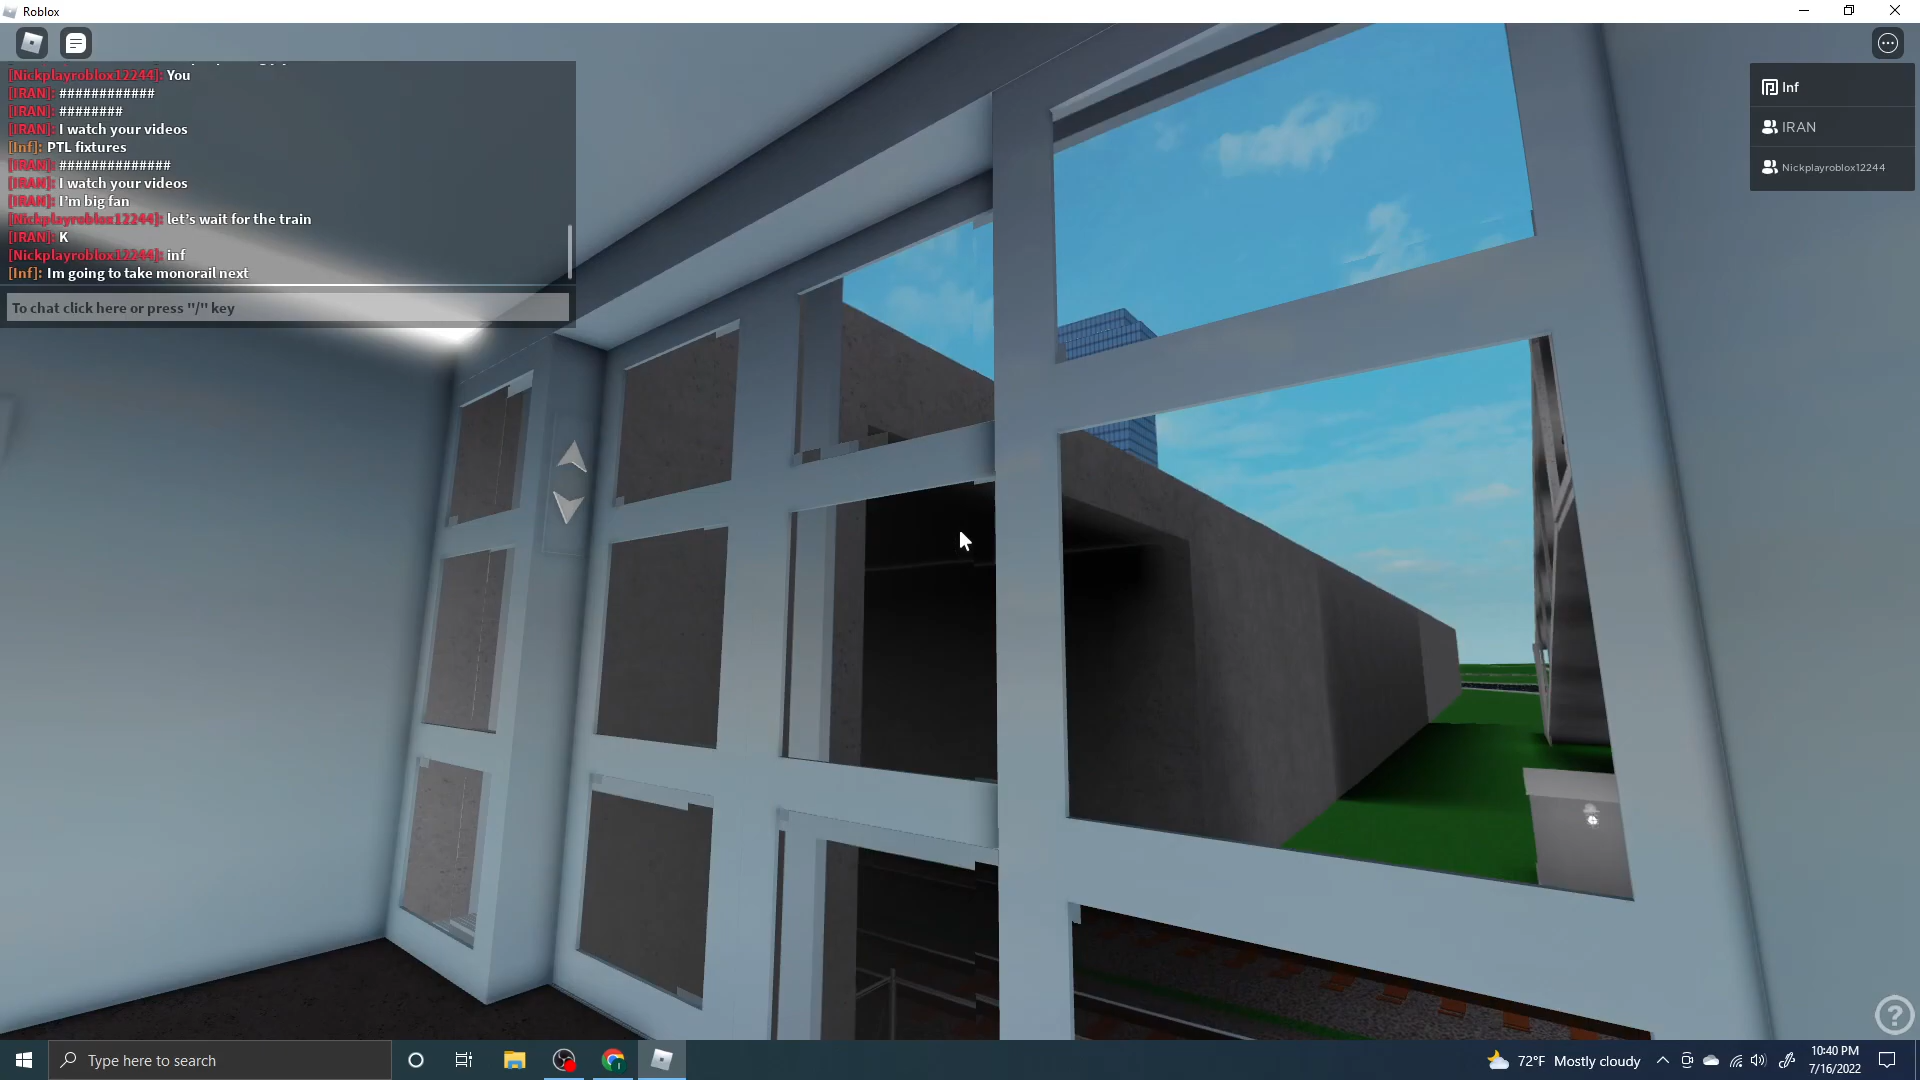 Roblox
[Nickplayroblox12244]: You
[IRAN]: ############
[IRAN]: ########
[IRAN]: I watch your videos
[Inf]: PTL fixtures
[IRAN]: ##############
[IRAN]: I watch your videos
[IRAN]: I'm big fan
[Nickplayroblox12244]: let's wait for the train
[IRAN]: K
[Nickplayroblox12244]: inf
[Inf]: Im going to take monorail next
To chat click here or press "/" key
Inf
IRAN
Nickplayroblox12244
?
Type here to search
72°F Mostly cloudy
10:40 PM
7/16/2022